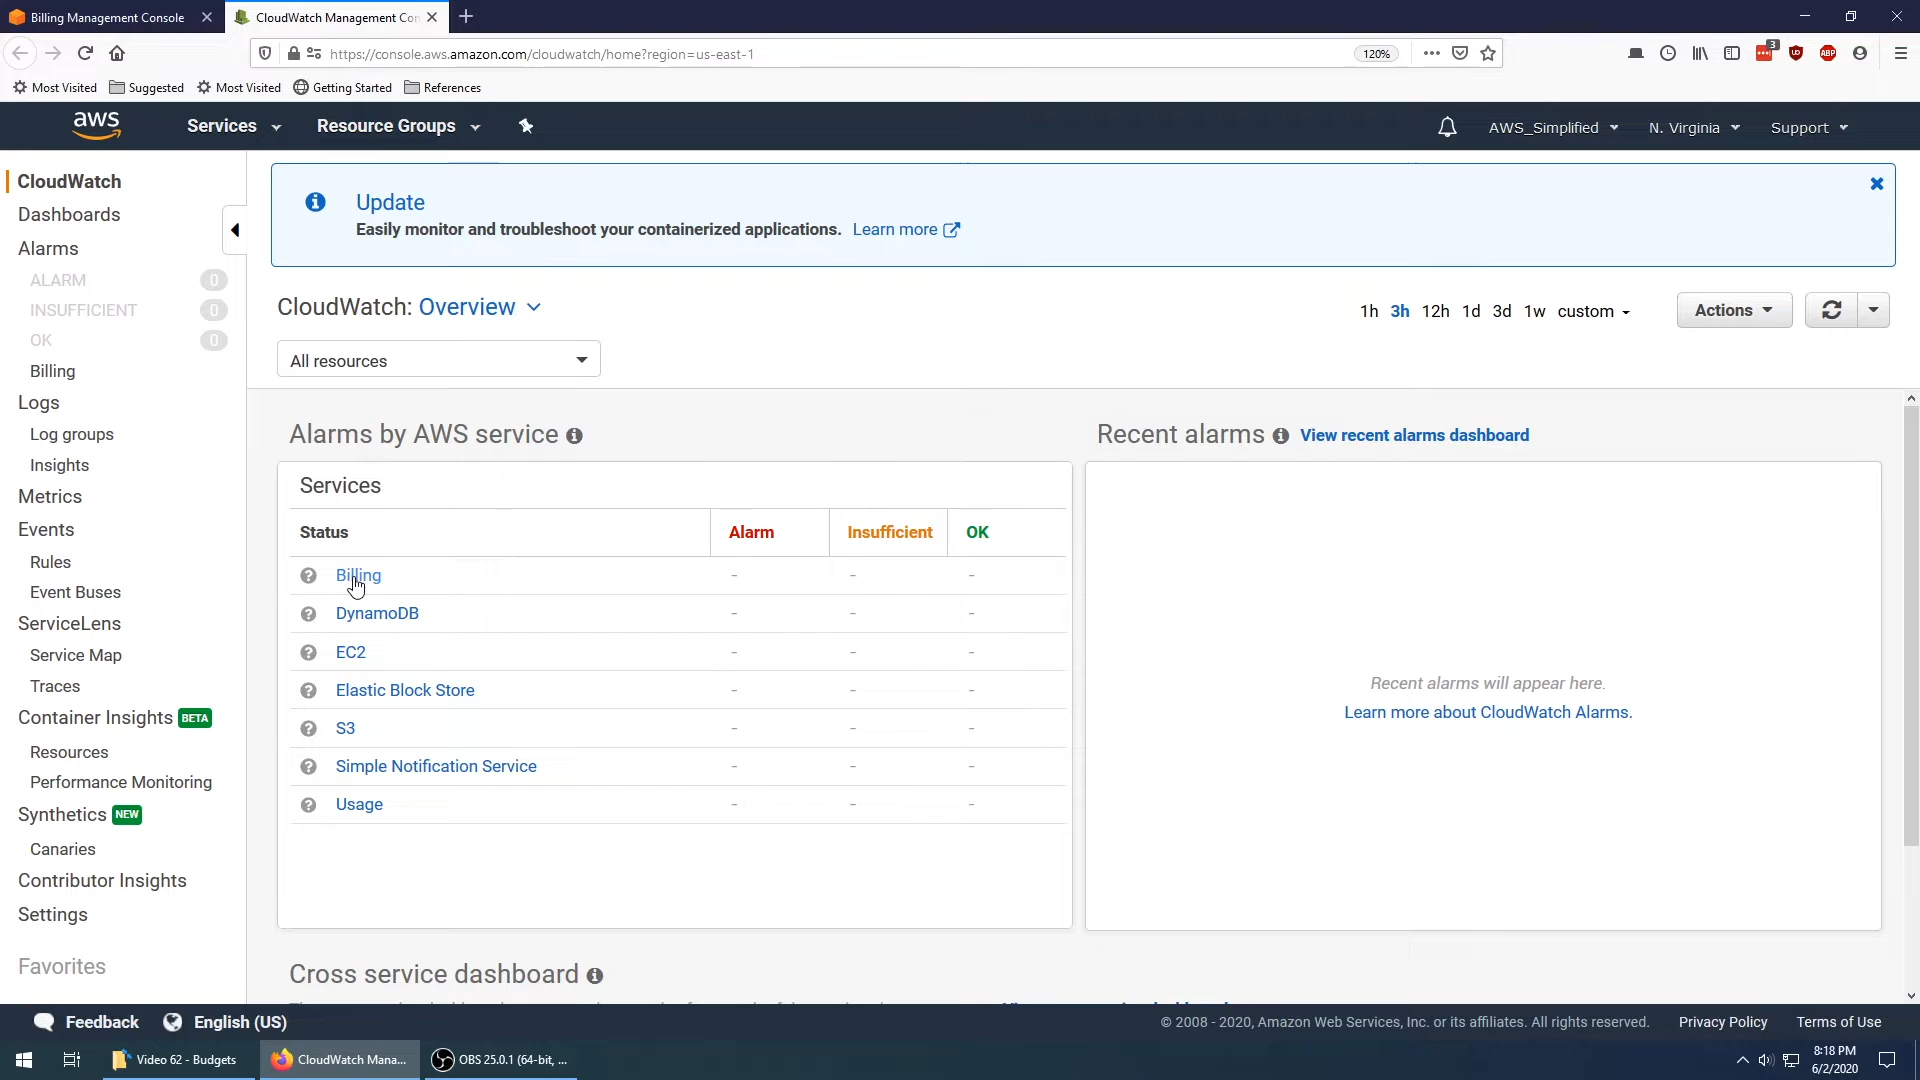 Billing Management Console
CloudWatch Management Con
https://console.aws.amazon.com/cloudwatch/home?region=us-east-1
120%
3
ABP
Most Visited
Suggested
Most Visited
Getting Started
References
aws
Services
Resource Groups
AWS_Simplified
N. Virginia
Support
CloudWatch
Dashboards
Alarms
ALARM 0
INSUFFICIENT 0
OK 0
Billing
Logs
Log groups
Insights
Metrics
Events
Rules
Event Buses
ServiceLens
Service Map
Traces
Container Insights BETA
Resources
Performance Monitoring
Synthetics NEW
Canaries
Contributor Insights
Settings
Favorites
Update
Easily monitor and troubleshoot your containerized applications. Learn more
CloudWatch: Overview
1h 3h 12h 1d 3d 1w custom
Actions
All resources
Alarms by AWS service
Services
Status Alarm Insufficient OK
Billing - - -
DynamoDB - - -
EC2 - - -
Elastic Block Store - - -
S3 - - -
Simple Notification Service - - -
Usage - - -
Recent alarms View recent alarms dashboard
Recent alarms will appear here.
Learn more about CloudWatch Alarms.
Cross service dashboard
Feedback
English (US)
© 2008 - 2020, Amazon Web Services, Inc. or its affiliates. All rights reserved.
Privacy Policy
Terms of Use
Video 62 - Budgets
CloudWatch Mana...
OBS 25.0.1 (64-bit, ...
8:18 PM
6/2/2020